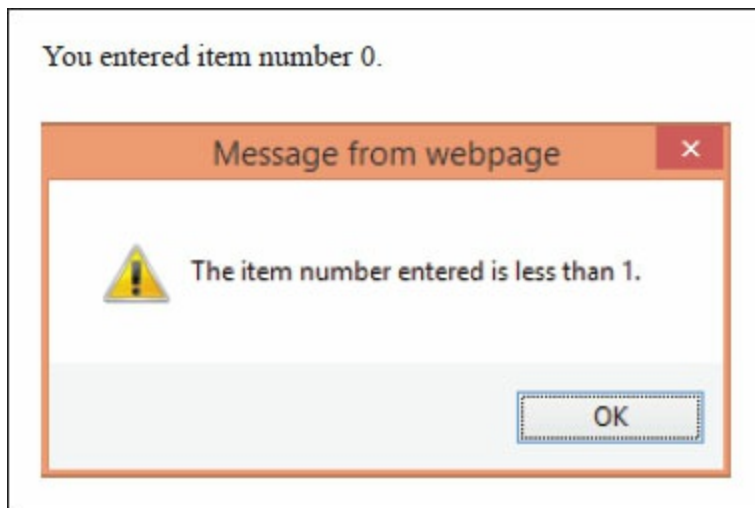 You entered item number 0.
Message from webpage
The item number entered is less than 1.
OK